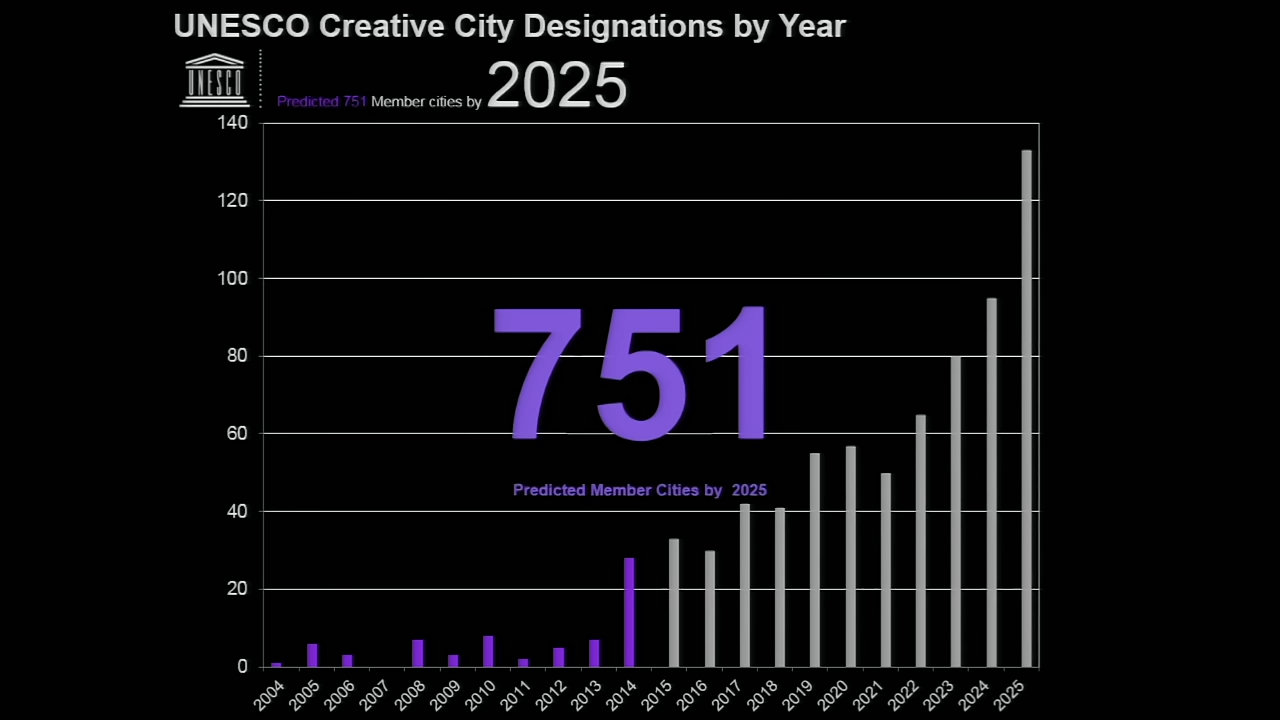 UNESCO Creative City Designations by Year
UNESCO
Predicted 751 Member cities by 2025
140
120
100
80
60
40
20
0
751
Predicted Member Cities by 2025
2004 2005 2006 2007 2008 2009 2010 2011 2012 2013 2014 2015 2016 2017 2018 2019 2020 2021 2022 2023 2024 2025